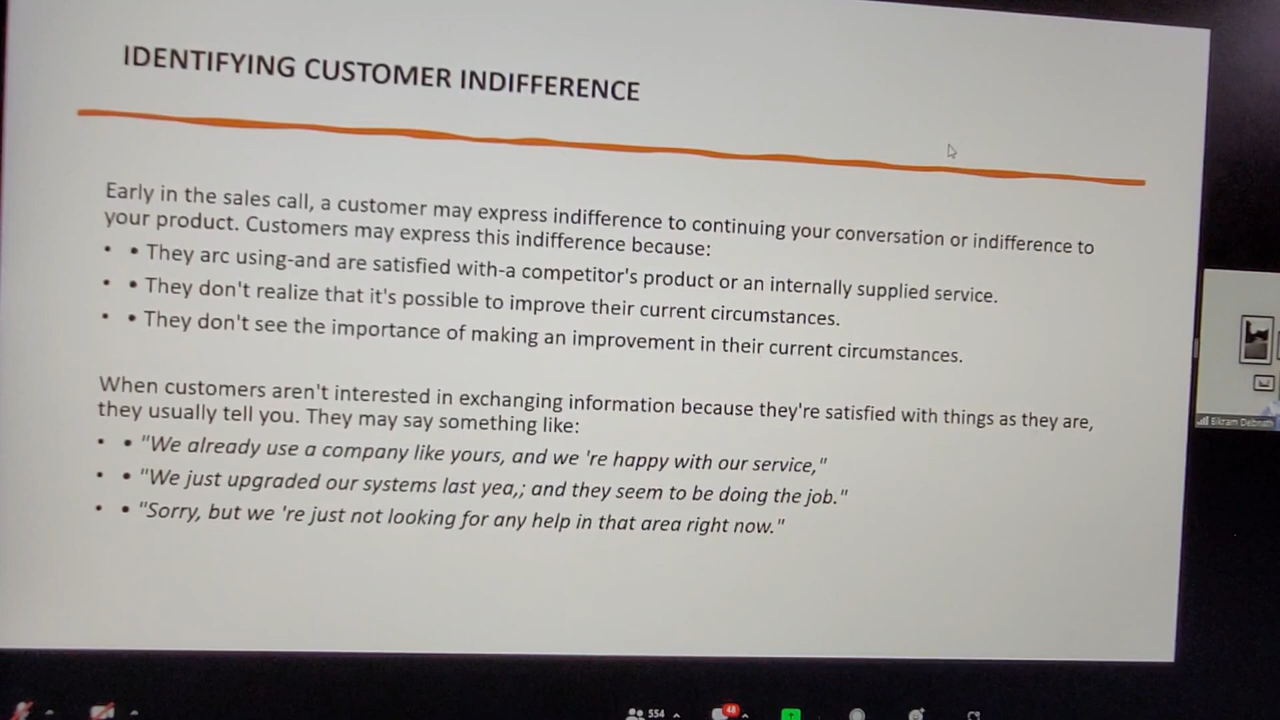 IDENTIFYING CUSTOMER INDIFFERENCE
Early in the sales call, a customer may express indifference to continuing your conversation or indifference to
your product. Customers may express this indifference because:
• • They arc using-and are satisfied with-a competitor's product or an internally supplied service.
• • They don't realize that it's possible to improve their current circumstances.
• • They don't see the importance of making an improvement in their current circumstances.
When customers aren't interested in exchanging information because they're satisfied with things as they are,
they usually tell you. They may say something like:
• • "We already use a company like yours, and we 're happy with our service,"
• • "We just upgraded our systems last yea,; and they seem to be doing the job."
• • "Sorry, but we 're just not looking for any help in that area right now."
Bikram Debnath
554
48